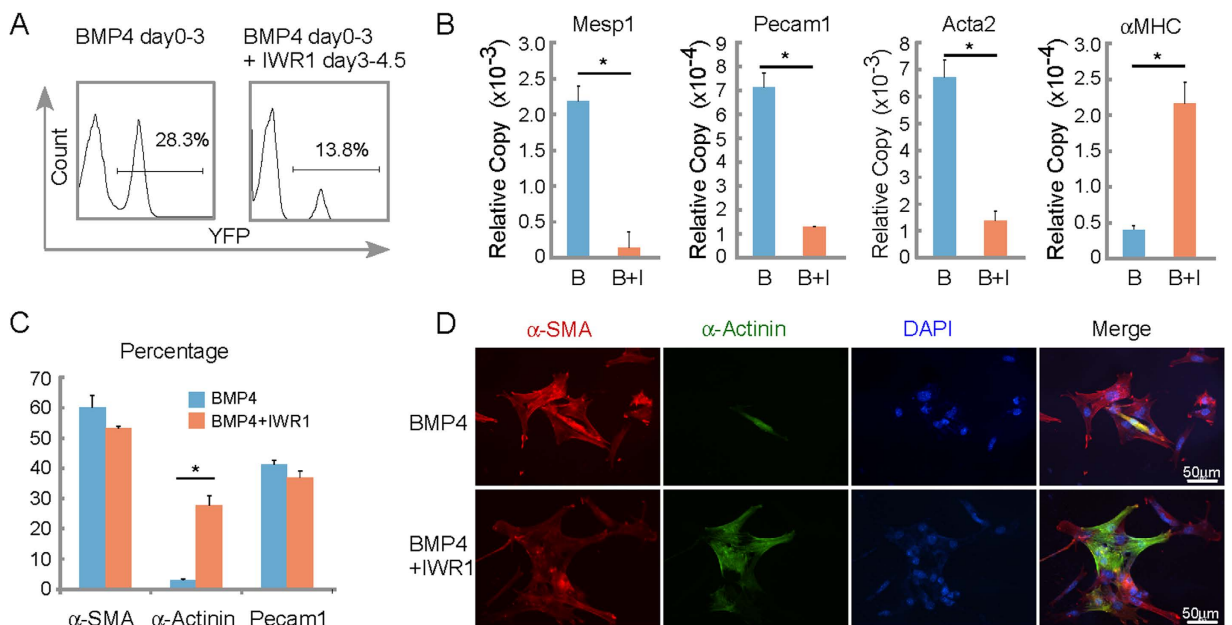 A
BMP4 day0-3
BMP4 day0-3
+ IWR1 day3-4.5
28.3%
13.8%
Count
YFP
B
Mesp1
Relative Copy (x10⁻³)
3.0
2.5
2.0
1.5
1.0
0.5
0
*
B B+I
Pecam1
Relative Copy (x10⁻⁴)
9
8
7
6
5
4
3
2
1
0
*
B B+I
Acta2
Relative Copy (x10⁻³)
8
7
6
5
4
3
2
1
0
*
B B+I
αMHC
Relative Copy (x10⁻⁴)
3.0
2.5
2.0
1.5
1.0
0.5
0
*
B B+I
C
Percentage
70
60
50
40
30
20
10
0
BMP4
BMP4+IWR1
*
α-SMA α-Actinin Pecam1
D
α-SMA α-Actinin DAPI Merge
BMP4
50µm
BMP4
+IWR1
50µm